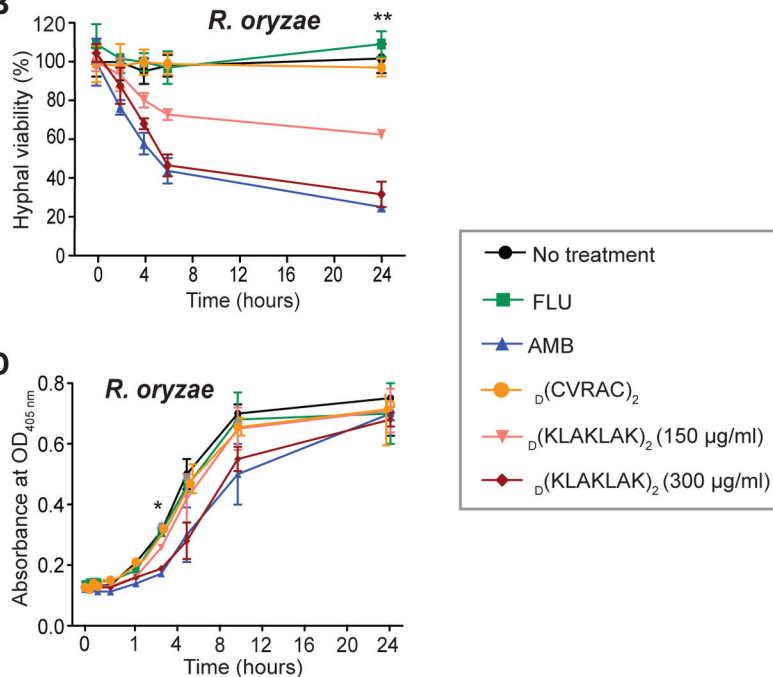 B
R. oryzae
**
120
100
80
60
40
20
0
Hyphal viability (%)
0 4 8 12 16 20 24
Time (hours)
No treatment
FLU
AMB
D(CVRAC)2
D(KLAKLAK)2 (150 µg/ml)
D(KLAKLAK)2 (300 µg/ml)
D
R. oryzae
*
0.8
0.6
0.4
0.2
0.0
Absorbance at OD405 nm
0 1 4 8 12 16 20 24
Time (hours)